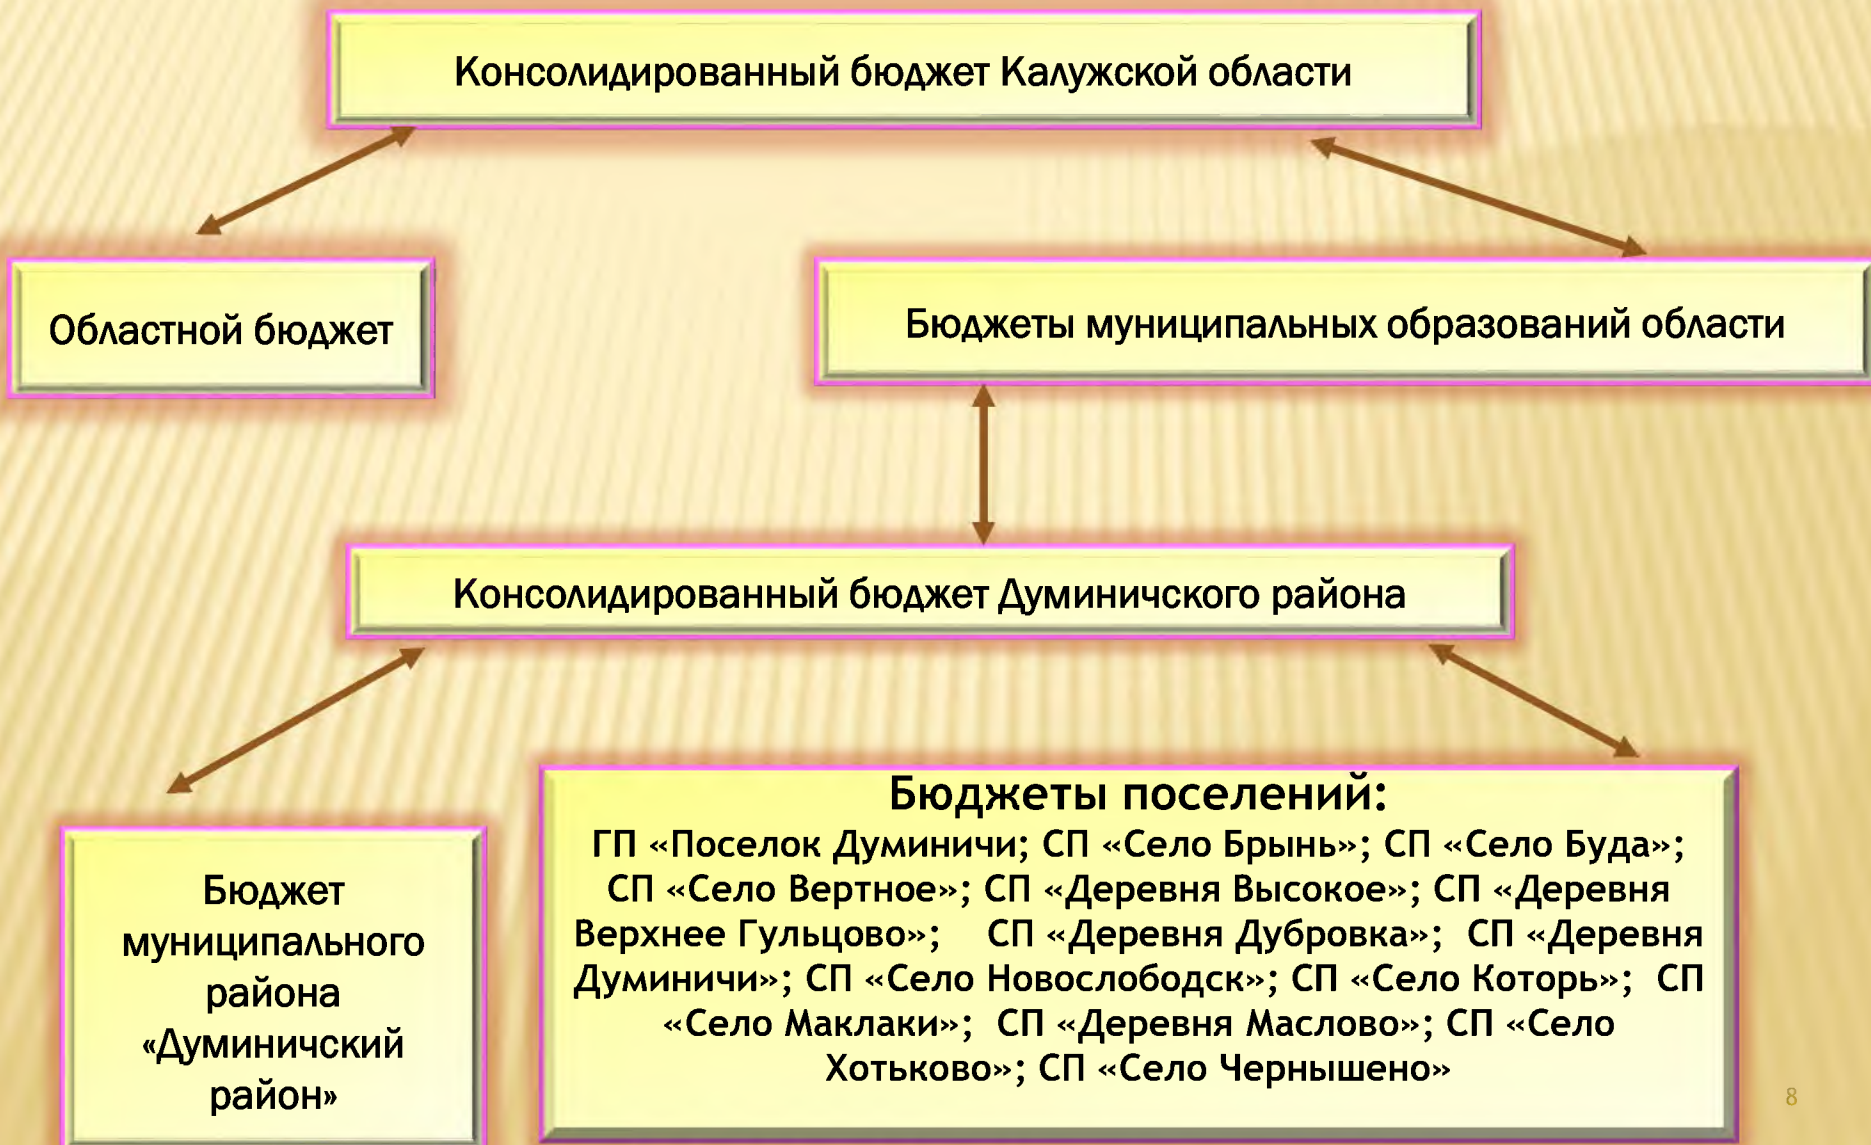 Консолидированный бюджет Калужской области
Областной бюджет
Бюджеты муниципальных образований области
Консолидированный бюджет Думиничского района
Бюджет
муниципального
района
«Думиничский
район»
Бюджеты поселений:
ГП «Поселок Думиничи; СП «Село Брынь»; СП «Село Буда»;
СП «Село Вертное»; СП «Деревня Высокое»; СП «Деревня
Верхнее Гульцово»; СП «Деревня Дубровка»; СП «Деревня
Думиничи»; СП «Село Новослободск»; СП «Село Которь»; СП
«Село Маклаки»; СП «Деревня Маслово»; СП «Село
Хотьково»; СП «Село Чернышено»
8